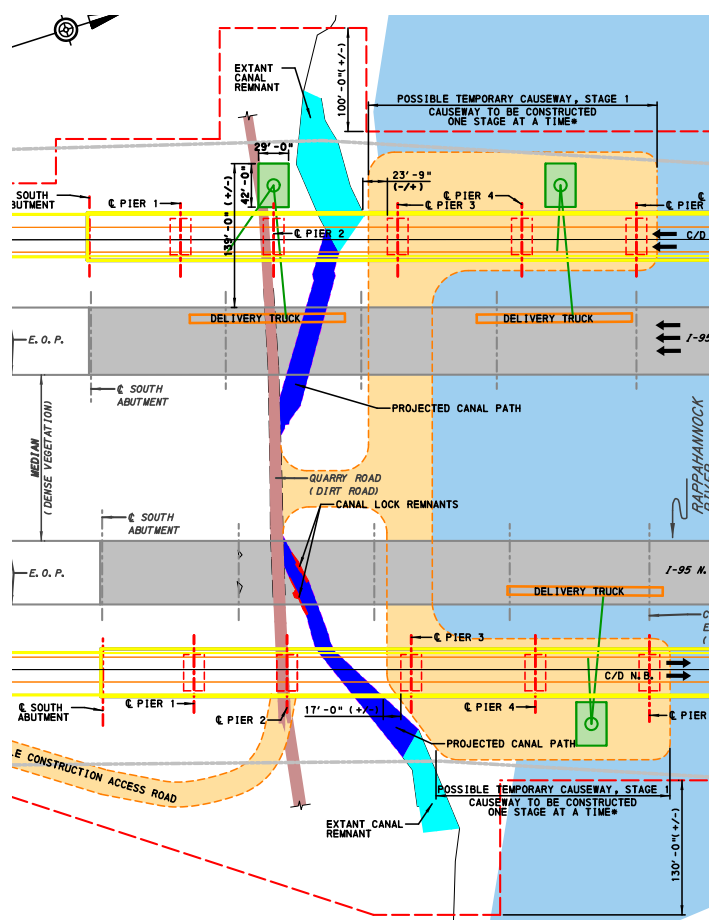 EXTANT
CANAL
REMNANT
100'-0"(+/-)
POSSIBLE TEMPORARY CAUSEWAY, STAGE 1
CAUSEWAY TO BE CONSTRUCTED
ONE STAGE AT A TIME*
29'-0"
42'-0"
139'-0" (+/-)
23'-9"
(-/+)
SOUTH
BUTMENT
℄ PIER 1
℄ PIER 2
℄ PIER 3
℄ PIER 4
℄
PIER
C/D
DELIVERY TRUCK
DELIVERY TRUCK
E.O.P.
I-95
℄ SOUTH
ABUTMENT
PROJECTED CANAL PATH
MEDIAN
(DENSE VEGETATION)
QUARRY ROAD
(DIRT ROAD)
CANAL LOCK REMNANTS
RAPPAHANNOCK
RIVER
℄ SOUTH
ABUTMENT
E.O.P.
I-95 N.
DELIVERY TRUCK
℄ PIER 3
C/D N.B.
℄ SOUTH
ABUTMENT
℄ PIER 1
℄ PIER 2
17'-0" (+/-)
℄ PIER 4
℄ PIER
PROJECTED CANAL PATH
LE CONSTRUCTION ACCESS ROAD
POSSIBLE TEMPORARY CAUSEWAY, STAGE 1
CAUSEWAY TO BE CONSTRUCTED
ONE STAGE AT A TIME*
EXTANT CANAL
REMNANT
130'-0"(+/-)